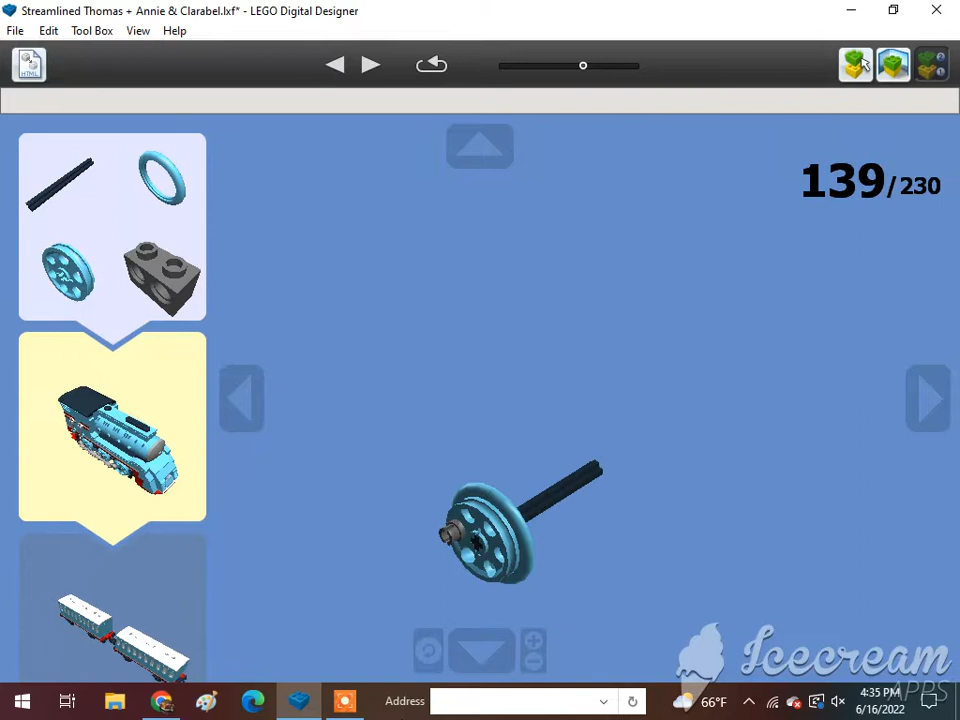 Streamlined Thomas + Annie & Clarabel.lxf* - LEGO Digital Designer
File Edit Tool Box View Help
HTML
139/230
Icecream
APPS
Address
66°F
4:35 PM
6/16/2022